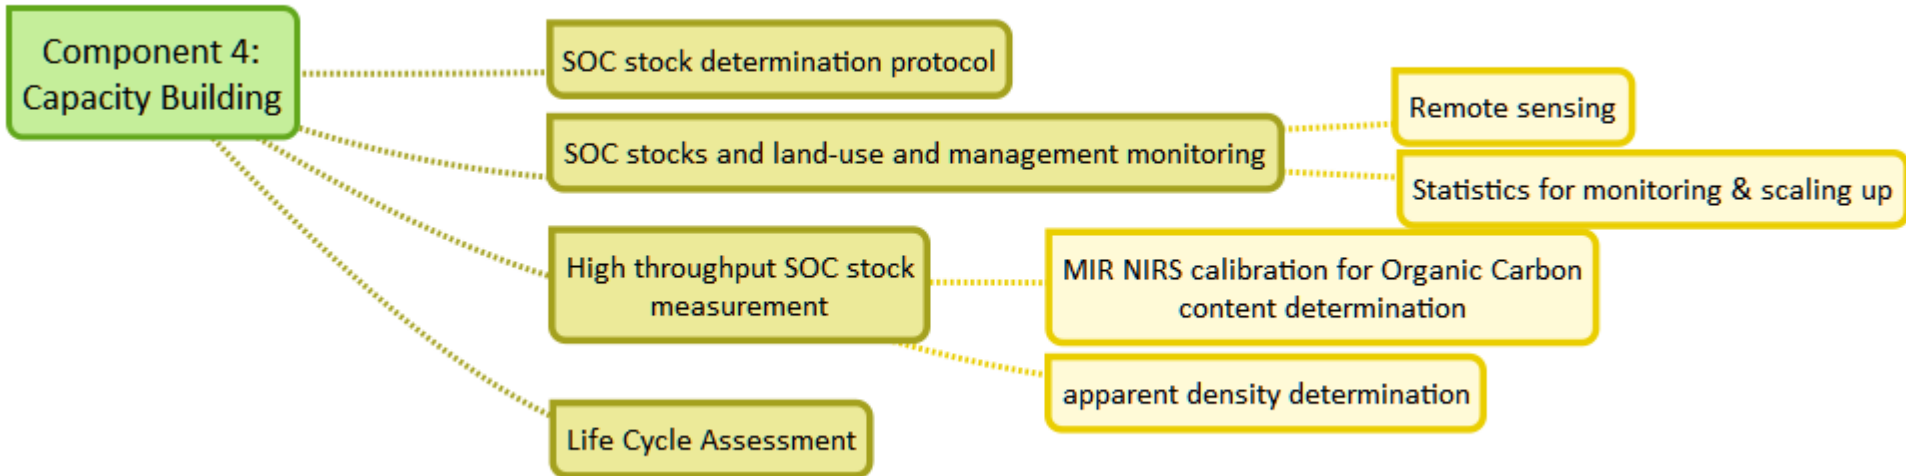 Component 4:
Capacity Building
SOC stock determination protocol
SOC stocks and land-use and management monitoring
Remote sensing
Statistics for monitoring & scaling up
High throughput SOC stock
measurement
MIR NIRS calibration for Organic Carbon
content determination
apparent density determination
Life Cycle Assessment